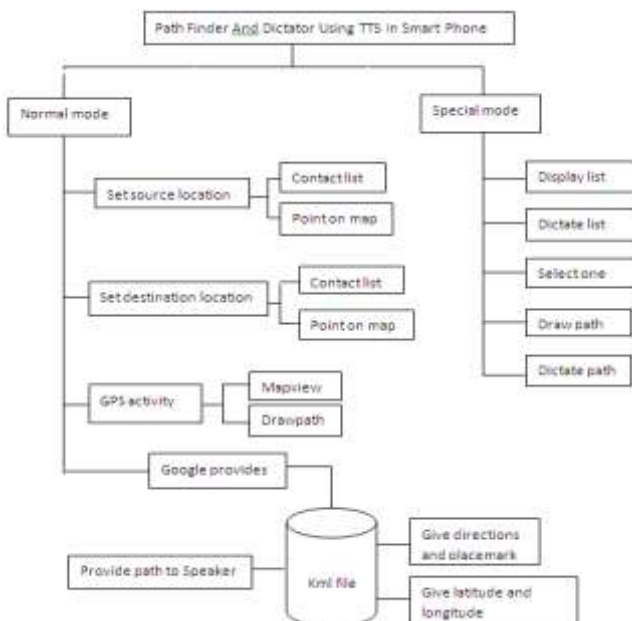 Path Finder And Dictator Using TTS In Smart Phone
Normal mode
Special mode
Set source location
Contact list
Point on map
Set destination location
Contact list
Point on map
GPS activity
Mapview
Drawpath
Google provides
Display list
Dictate list
Select one
Draw path
Dictate path
Provide path to Speaker
Kml file
Give directions
and placemark
Give latitude and
longitude